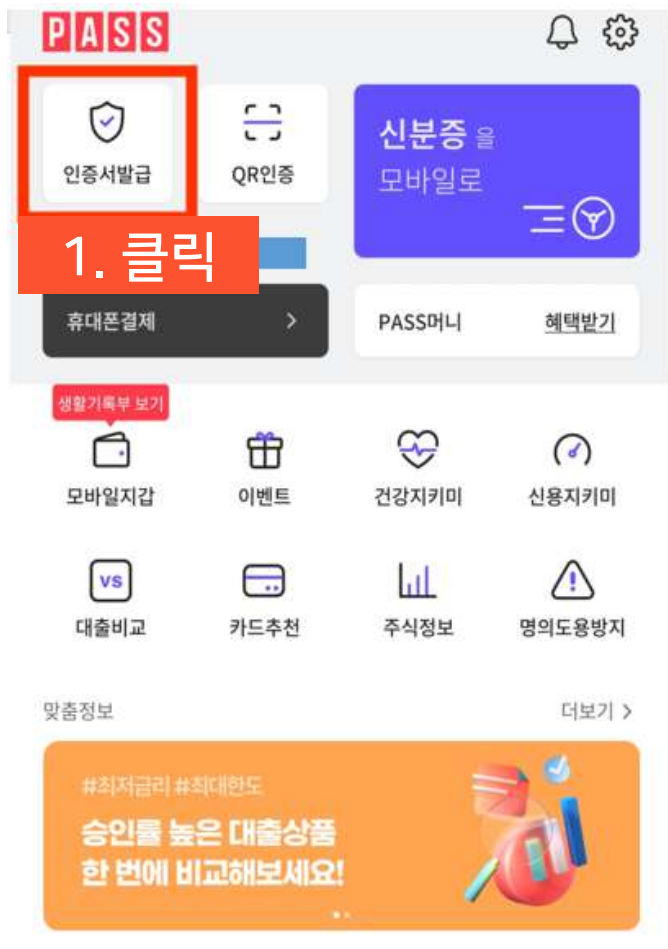 PASS
인증서발급
QR인증
신분증 을
모바일로
1. 클릭
휴대폰결제 >
PASS머니
혜택받기
생활기록부 보기
모바일지갑
이벤트
건강지키미
신용지키미
VS
대출비교
카드추천
주식정보
명의도용방지
맞춤정보
더보기 >
#최저금리 #최대한도
승인률 높은 대출상품
한 번에 비교해보세요!